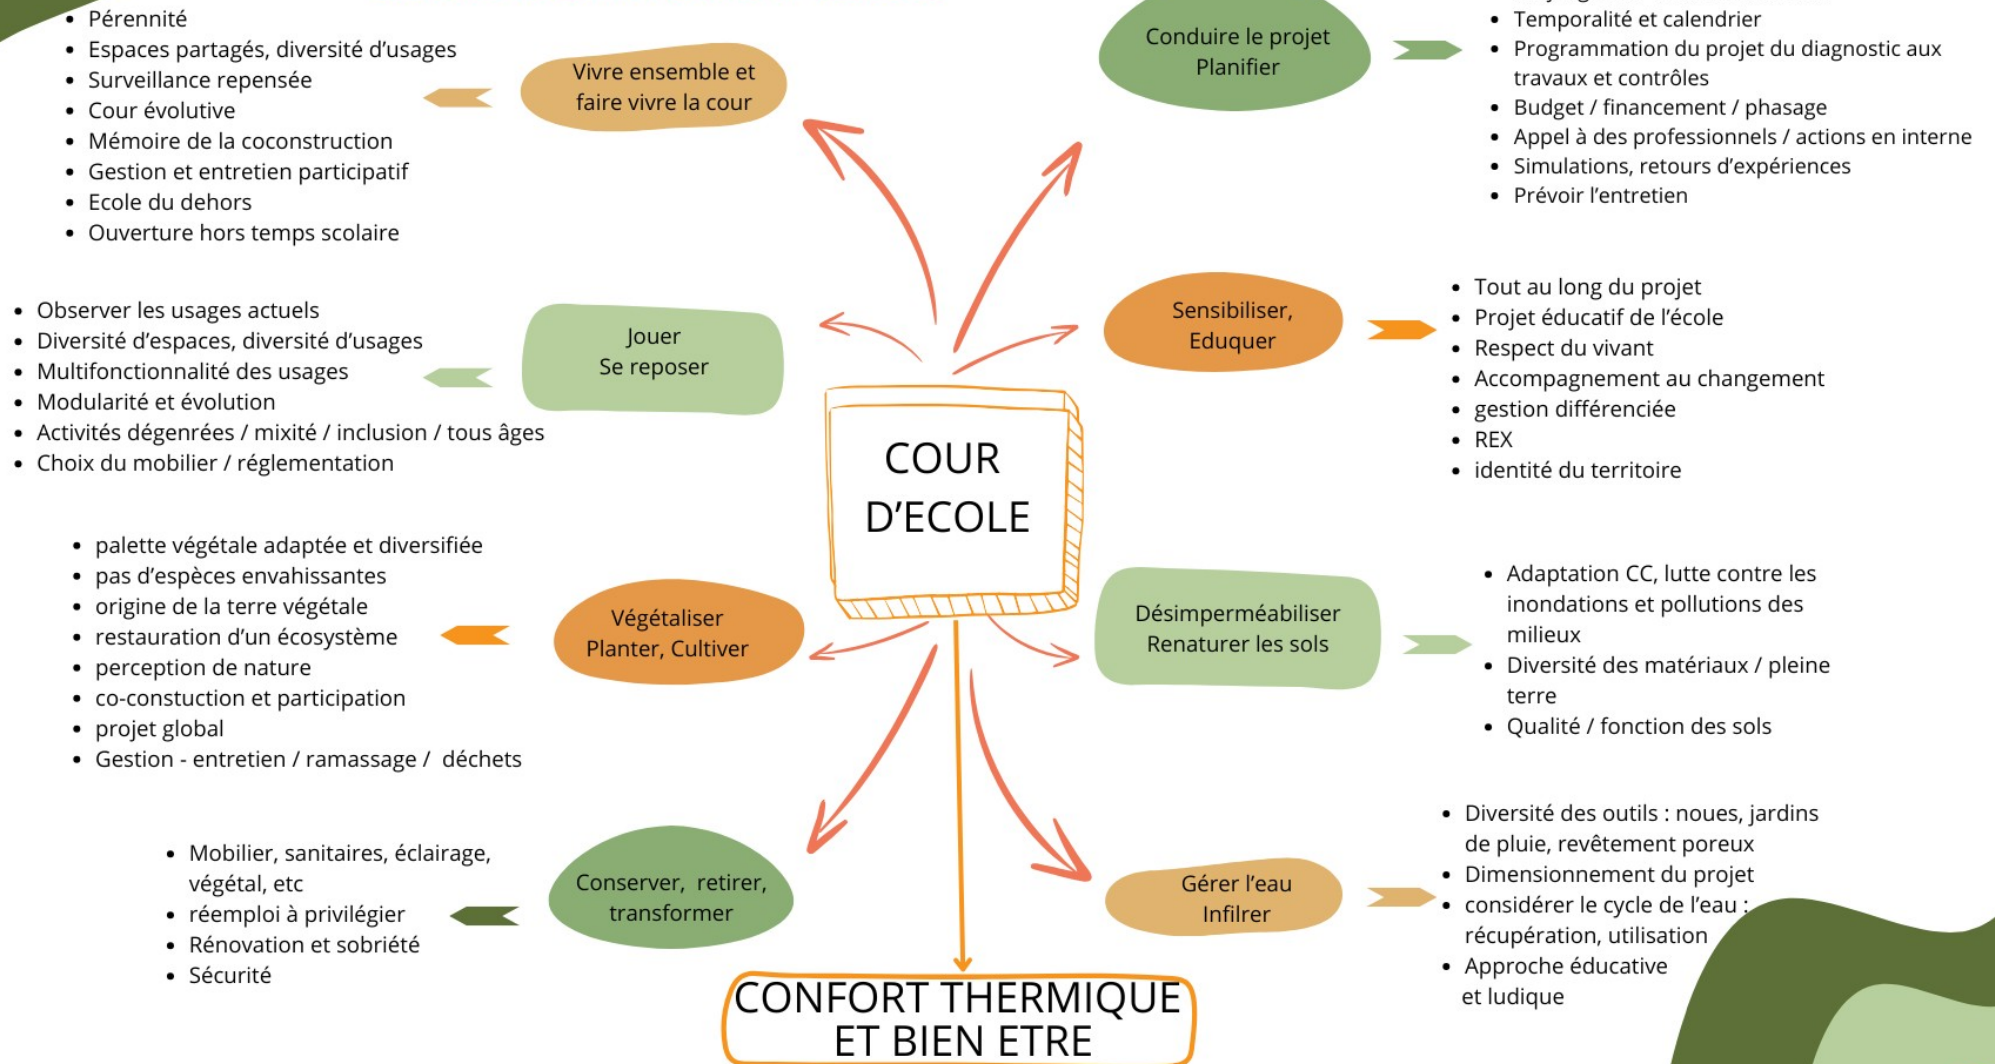 Pérennité
Espaces partagés, diversité d’usages
Surveillance repensée
Cour évolutive
Mémoire de la coconstruction
Gestion et entretien participatif
Ecole du dehors
Ouverture hors temps scolaire
Vivre ensemble et
faire vivre la cour
Conduire le projet
Planifier
Temporalité et calendrier
Programmation du projet du diagnostic aux
travaux et contrôles
Budget / financement / phasage
Appel à des professionnels / actions en interne
Simulations, retours d’expériences
Prévoir l’entretien
Observer les usages actuels
Diversité d’espaces, diversité d’usages
Multifonctionnalité des usages
Modularité et évolution
Activités dégenrées / mixité / inclusion / tous âges
Choix du mobilier / réglementation
Jouer
Se reposer
Sensibiliser,
Eduquer
Tout au long du projet
Projet éducatif de l’école
Respect du vivant
Accompagnement au changement
gestion différenciée
REX
identité du territoire
COUR
D’ECOLE
palette végétale adaptée et diversifiée
pas d’espèces envahissantes
origine de la terre végétale
restauration d’un écosystème
perception de nature
co-constuction et participation
projet global
Gestion - entretien / ramassage / déchets
Végétaliser
Planter, Cultiver
Désimperméabiliser
Renaturer les sols
Adaptation CC, lutte contre les
inondations et pollutions des
milieux
Diversité des matériaux / pleine
terre
Qualité / fonction des sols
Mobilier, sanitaires, éclairage,
végétal, etc
réemploi à privilégier
Rénovation et sobriété
Sécurité
Conserver, retirer,
transformer
Gérer l’eau
Infilrer
Diversité des outils : noues, jardins
de pluie, revêtement poreux
Dimensionnement du projet
considérer le cycle de l’eau :
récupération, utilisation
Approche éducative
et ludique
CONFORT THERMIQUE
ET BIEN ETRE